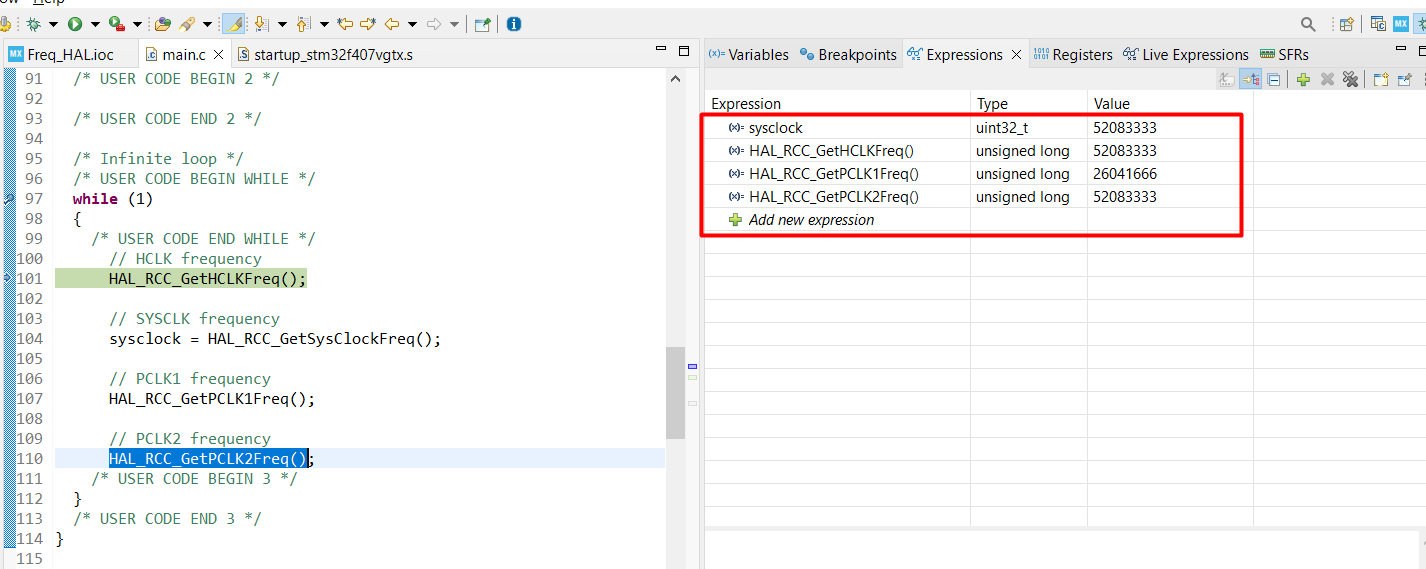 Help
MX Freq_HAL.ioc
main.c
startup_stm32f407vgtx.s
91 /* USER CODE BEGIN 2 */
92
93 /* USER CODE END 2 */
94
95 /* Infinite loop */
96 /* USER CODE BEGIN WHILE */
97 while (1)
98 {
99 /* USER CODE END WHILE */
100 // HCLK frequency
101 HAL_RCC_GetHCLKFreq();
102
103 // SYSCLK frequency
104 sysclock = HAL_RCC_GetSysClockFreq();
105
106 // PCLK1 frequency
107 HAL_RCC_GetPCLK1Freq();
108
109 // PCLK2 frequency
110 HAL_RCC_GetPCLK2Freq();
111 /* USER CODE BEGIN 3 */
112 }
113 /* USER CODE END 3 */
114 }
115
MX
(x)= Variables
Breakpoints
Expressions
Registers
Live Expressions
SFRs
Expression Type Value
(x)= sysclock uint32_t 52083333
(x)= HAL_RCC_GetHCLKFreq() unsigned long 52083333
(x)= HAL_RCC_GetPCLK1Freq() unsigned long 26041666
(x)= HAL_RCC_GetPCLK2Freq() unsigned long 52083333
Add new expression